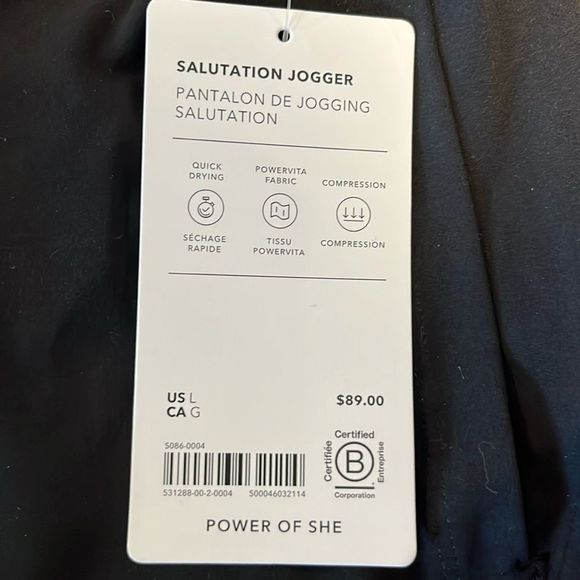 SALUTATION JOGGER
PANTALON DE JOGGING
SALUTATION
QUICK
DRYING
SÉCHAGE
RAPIDE
POWERVITA
FABRIC
TISSU
POWERVITA
COMPRESSION
COMPRESSION
US L
CA G
$89.00
S086-0004
531288-00-2-0004
500046032114
Certified
Certifiée
B
Entreprise
Corporation
POWER OF SHE